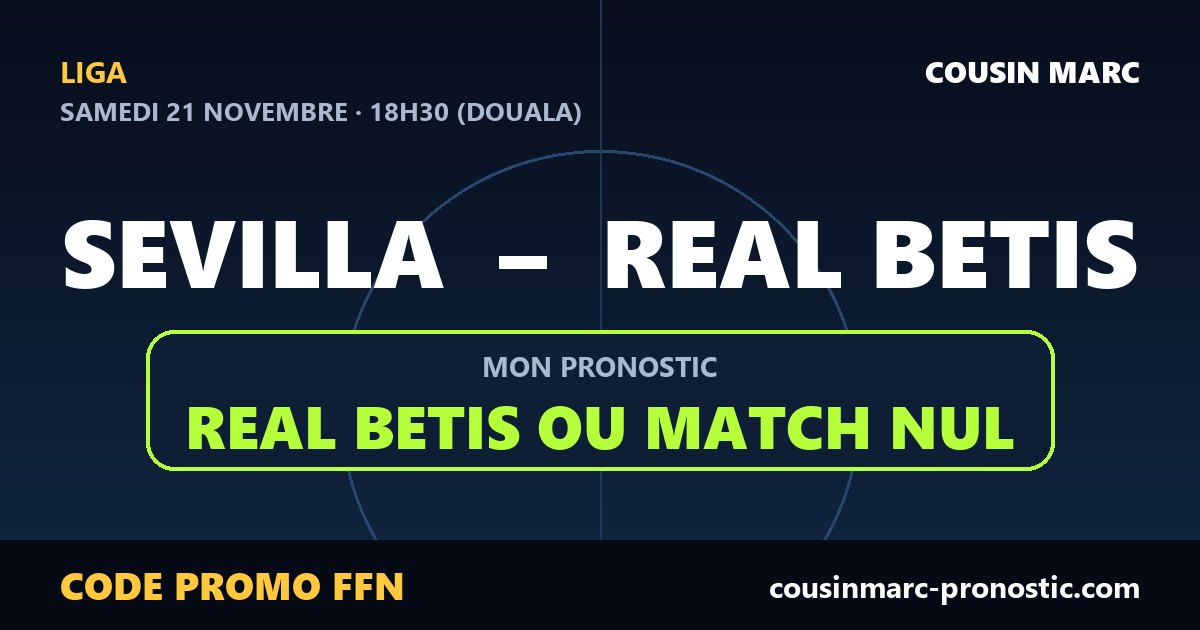 LIGA
COUSIN MARC
SAMEDI 21 NOVEMBRE · 18H30 (DOUALA)
SEVILLA – REAL BETIS
MON PRONOSTIC
REAL BETIS OU MATCH NUL
CODE PROMO FFN
cousinmarc-pronostic.com